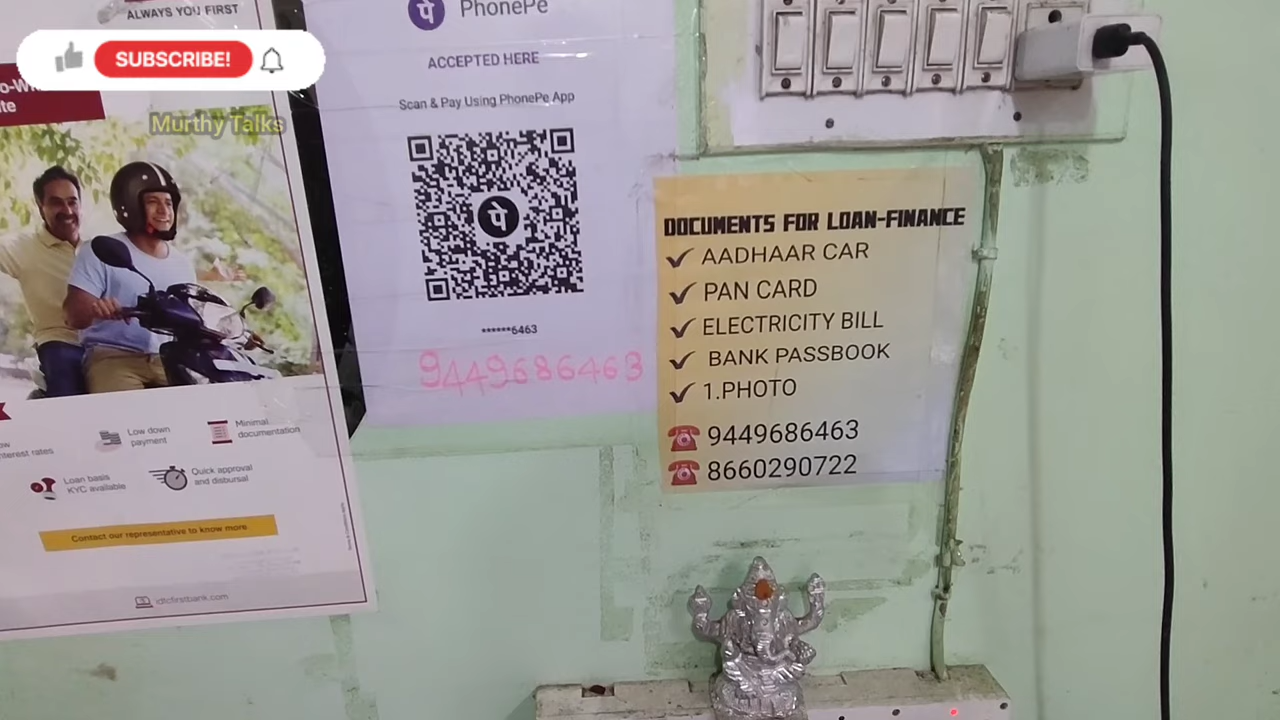 ALWAYS YOU FIRST
SUBSCRIBE!
Murthy Talks
Low down
payment
Minimal
documentation
nterest rates
Loan basis
KYC available
Quick approval
and disbursal
Contact our representative to know more
idfcfirstbank.com
PhonePe
ACCEPTED HERE
Scan & Pay Using PhonePe App
******6463
9449686463
DOCUMENTS FOR LOAN-FINANCE
AADHAAR CAR
PAN CARD
ELECTRICITY BILL
BANK PASSBOOK
1.PHOTO
9449686463
8660290722